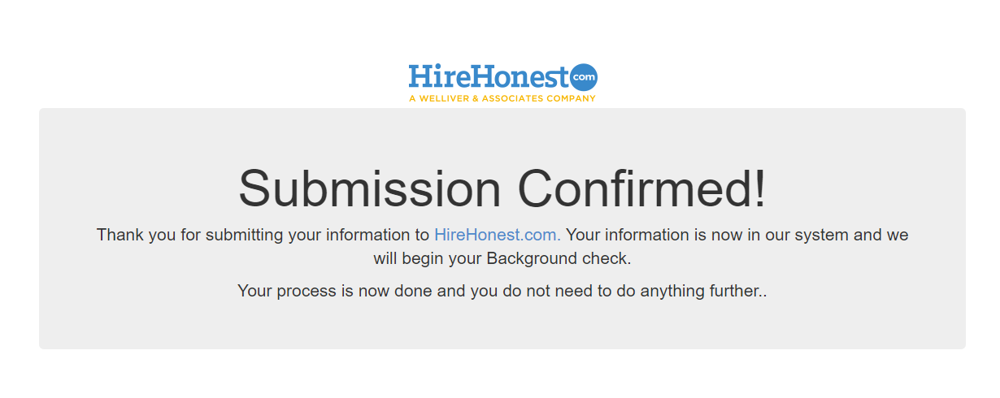 HireHonest.com
A WELLIVER & ASSOCIATES COMPANY
Submission Confirmed!
Thank you for submitting your information to HireHonest.com. Your information is now in our system and we
will begin your Background check.
Your process is now done and you do not need to do anything further..